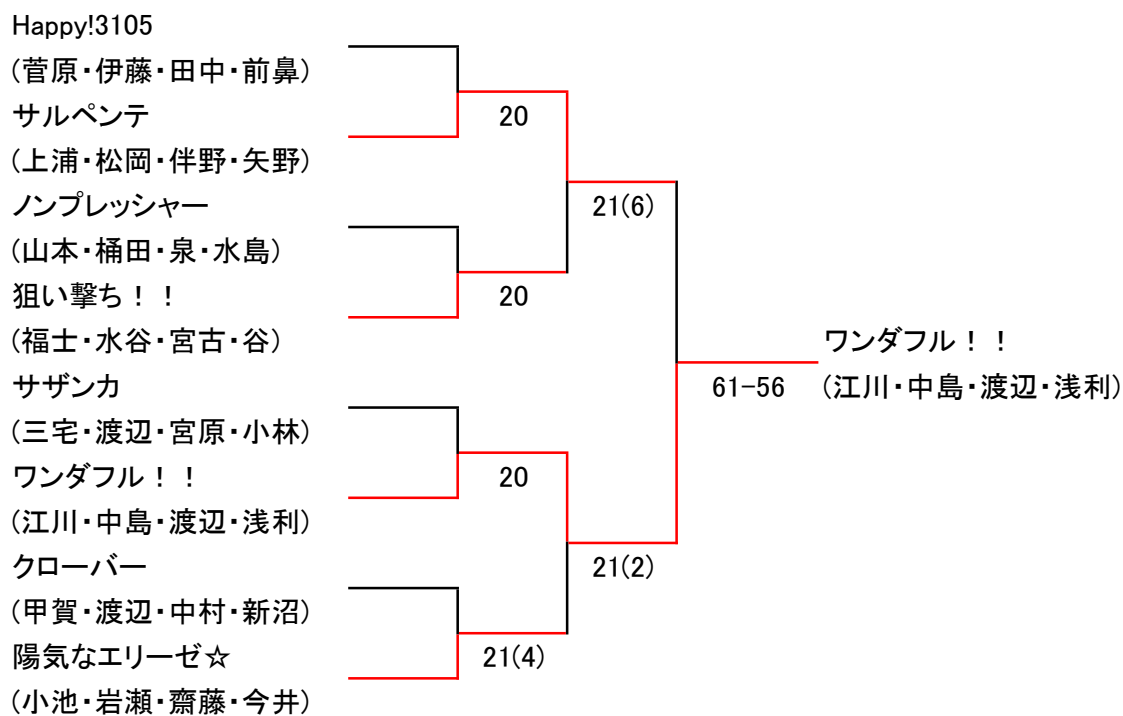 Happy!3105
(菅原・伊藤・田中・前鼻)
サルペンテ
(上浦・松岡・伴野・矢野)
ノンプレッシャー
(山本・桶田・泉・水島)
狙い撃ち！！
(福士・水谷・宮古・谷)
サザンカ
(三宅・渡辺・宮原・小林)
ワンダフル！！
(江川・中島・渡辺・浅利)
クローバー
(甲賀・渡辺・中村・新沼)
陽気なエリーゼ☆
(小池・岩瀬・齋藤・今井)
20
20
20
21(4)
21(6)
21(2)
61-56
ワンダフル！！
(江川・中島・渡辺・浅利)